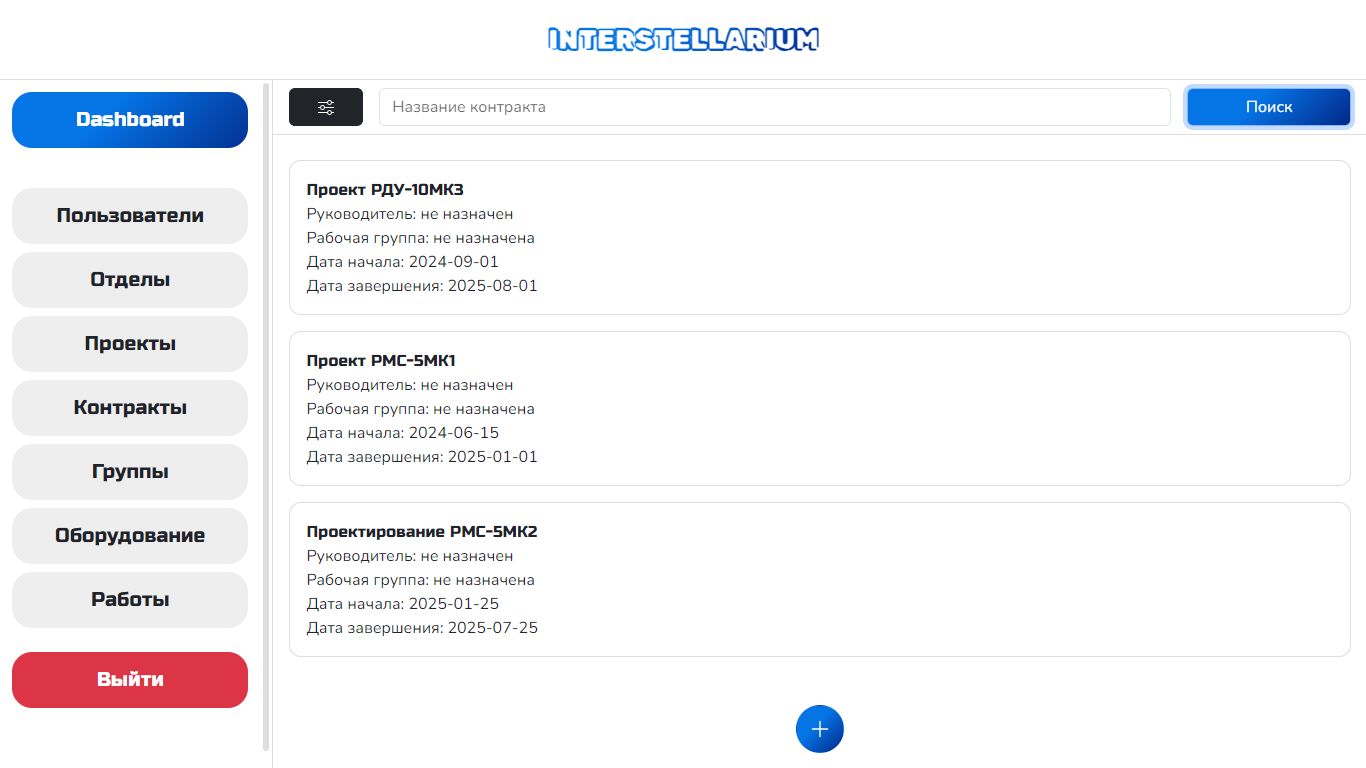 INTERSTELLARIUM
Dashboard
Пользователи
Отделы
Проекты
Контракты
Группы
Оборудование
Работы
Выйти
Название контракта
Поиск
Проект РДУ-10МК3
Руководитель: не назначен
Рабочая группа: не назначена
Дата начала: 2024-09-01
Дата завершения: 2025-08-01
Проект РМС-5МК1
Руководитель: не назначен
Рабочая группа: не назначена
Дата начала: 2024-06-15
Дата завершения: 2025-01-01
Проектирование РМС-5МК2
Руководитель: не назначен
Рабочая группа: не назначена
Дата начала: 2025-01-25
Дата завершения: 2025-07-25